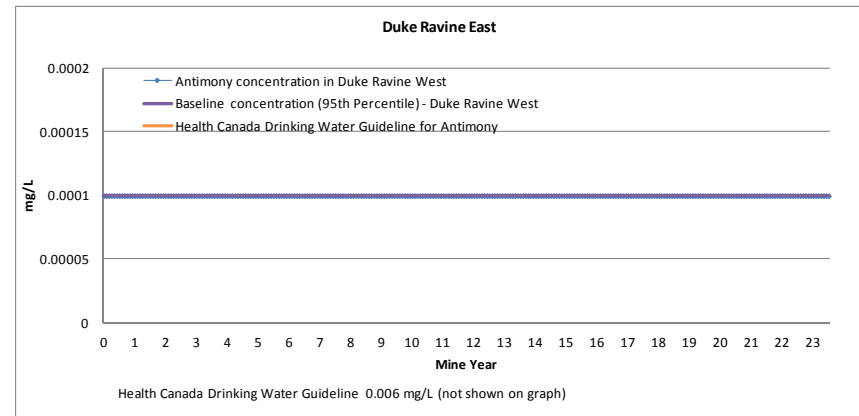 Duke Ravine East
0.0002
0.00015
0.0001
0.00005
0
mg/L
Antimony concentration in Duke Ravine West
Baseline concentration (95th Percentile) - Duke Ravine West
Health Canada Drinking Water Guideline for Antimony
0 1 2 3 4 5 6 7 8 9 10 11 12 13 14 15 16 17 18 19 20 21 22 23
Mine Year
Health Canada Drinking Water Guideline 0.006 mg/L (not shown on graph)